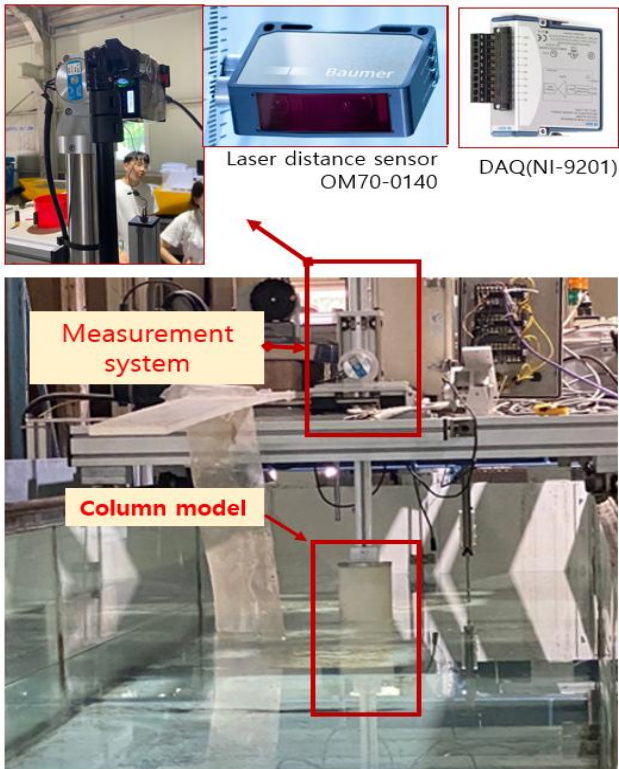 Baumer
Laser distance sensor
OM70-0140
DAQ(NI-9201)
Measurement
system
Column model